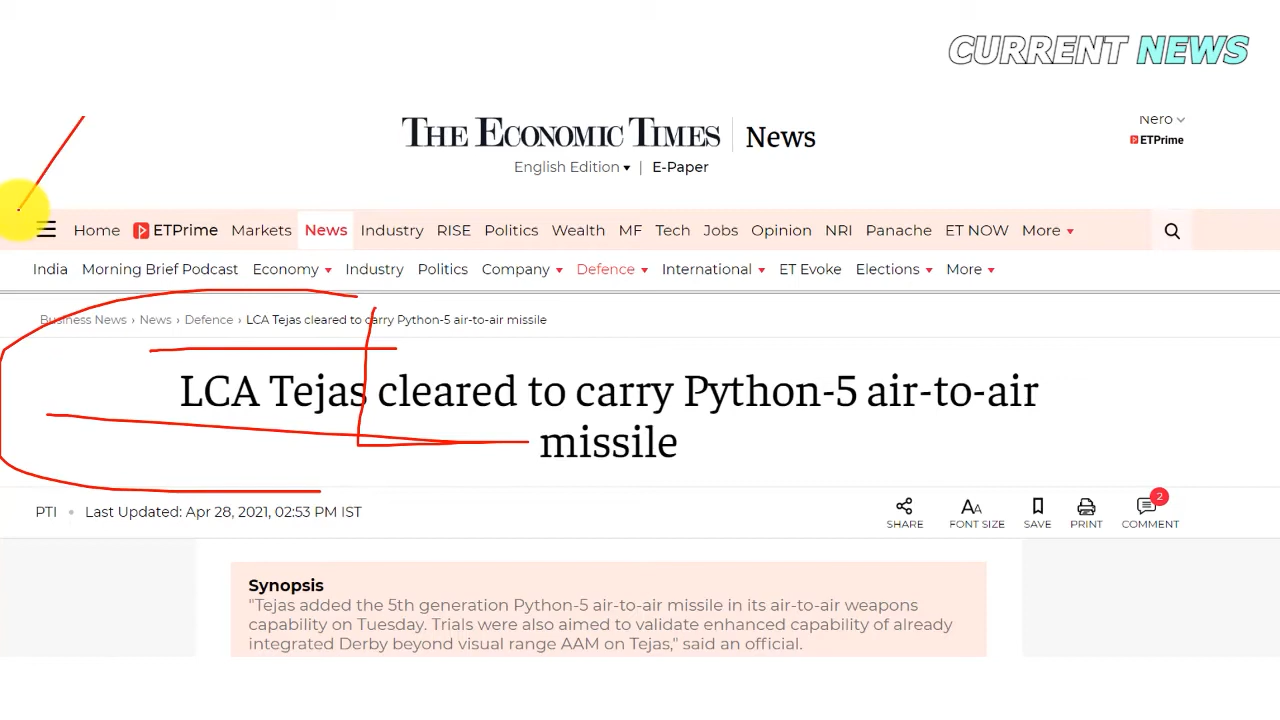 CURRENT NEWS
THE ECONOMIC TIMES | News
Nero
ETPrime
English Edition | E-Paper
Home ETPrime Markets News Industry RISE Politics Wealth MF Tech Jobs Opinion NRI Panache ET NOW More
India Morning Brief Podcast Economy Industry Politics Company Defence International ET Evoke Elections More
Business News › News › Defence › LCA Tejas cleared to carry Python-5 air-to-air missile
LCA Tejas cleared to carry Python-5 air-to-air
missile
PTI • Last Updated: Apr 28, 2021, 02:53 PM IST
2
SHARE FONT SIZE SAVE PRINT COMMENT
Synopsis
"Tejas added the 5th generation Python-5 air-to-air missile in its air-to-air weapons
capability on Tuesday. Trials were also aimed to validate enhanced capability of already
integrated Derby beyond visual range AAM on Tejas," said an official.